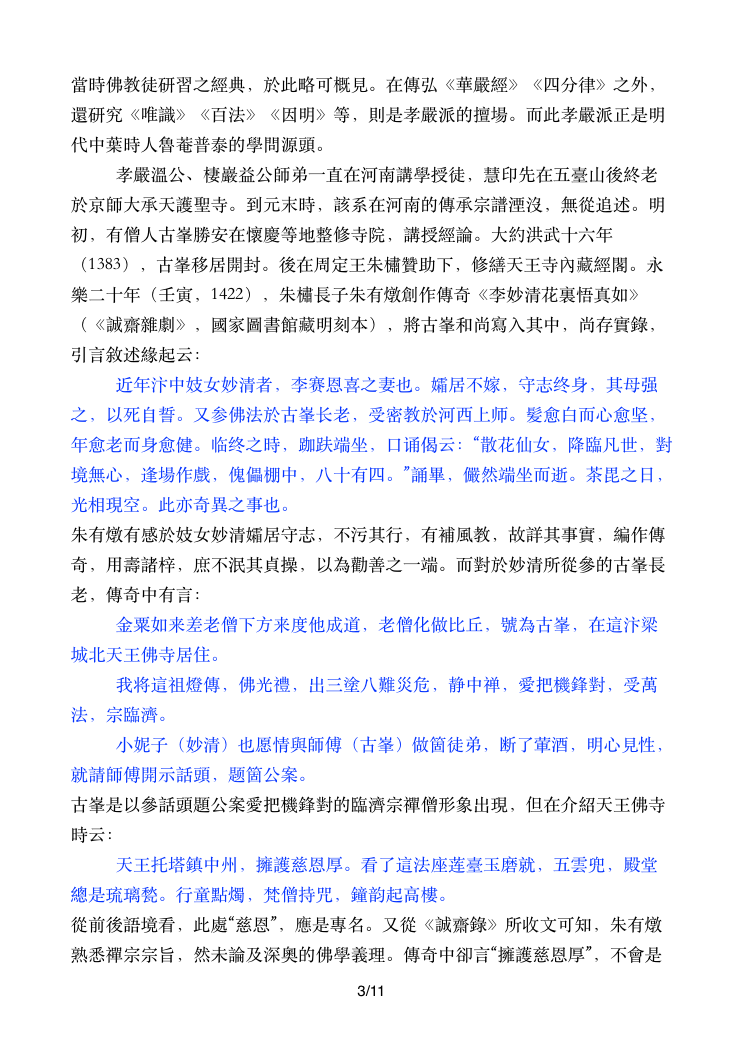 當時佛教徒研習之經典，於此略可概見。在傳弘《華嚴經》《四分律》之外，
還研究《唯識》《百法》《因明》等，則是孝嚴派的擅場。而此孝嚴派正是明
代中葉時人魯菴普泰的學問源頭。
孝嚴溫公、棲巖益公師弟一直在河南講學授徒，慧印先在五臺山後終老
於京師大承天護聖寺。到元末時，該系在河南的傳承宗譜湮沒，無從追述。明
初，有僧人古峯勝安在懷慶等地整修寺院，講授經論。大約洪武十六年
（1383），古峯移居開封。後在周定王朱橚贊助下，修繕天王寺內藏經閣。永
樂二十年（壬寅，1422），朱橚長子朱有燉創作傳奇《李妙清花裏悟真如》
（《誠齋雜劇》，國家圖書館藏明刻本），將古峯和尚寫入其中，尚存實錄，
引言敘述緣起云：
近年汴中妓女妙清者，李赛恩喜之妻也。孀居不嫁，守志终身，其母强
之，以死自誓。又参佛法於古峯长老，受密教於河西上师。髮愈白而心愈坚，
年愈老而身愈健。临终之時，跏趺端坐，口诵偈云：“散花仙女，降臨凡世，對
境無心，逢場作戲，傀儡棚中，八十有四。”誦畢，儼然端坐而逝。茶毘之日，
光相現空。此亦奇異之事也。
朱有燉有感於妓女妙清孀居守志，不污其行，有補風教，故詳其事實，編作傳
奇，用壽諸梓，庶不泯其貞操，以為勸善之一端。而對於妙清所從參的古峯長
老，傳奇中有言：
金粟如来差老僧下方来度他成道，老僧化做比丘，號為古峯，在這汴梁
城北天王佛寺居住。
我将這祖燈傳，佛光禮，出三塗八難災危，静中禅，愛把機鋒對，受萬
法，宗臨濟。
小妮子（妙清）也愿情與師傅（古峯）做箇徒弟，断了葷酒，明心見性，
就請師傅開示話頭，题箇公案。
古峯是以參話頭題公案愛把機鋒對的臨濟宗禪僧形象出現，但在介紹天王佛寺
時云：
天王托塔鎮中州，擁護慈恩厚。看了這法座莲臺玉磨就，五雲兜，殿堂
總是琉璃甃。行童點燭，梵僧持咒，鐘韵起高樓。
從前後語境看，此處“慈恩”，應是專名。又從《誠齋錄》所收文可知，朱有燉
熟悉禪宗宗旨，然未論及深奧的佛學義理。傳奇中卻言“擁護慈恩厚”，不會是
3/11